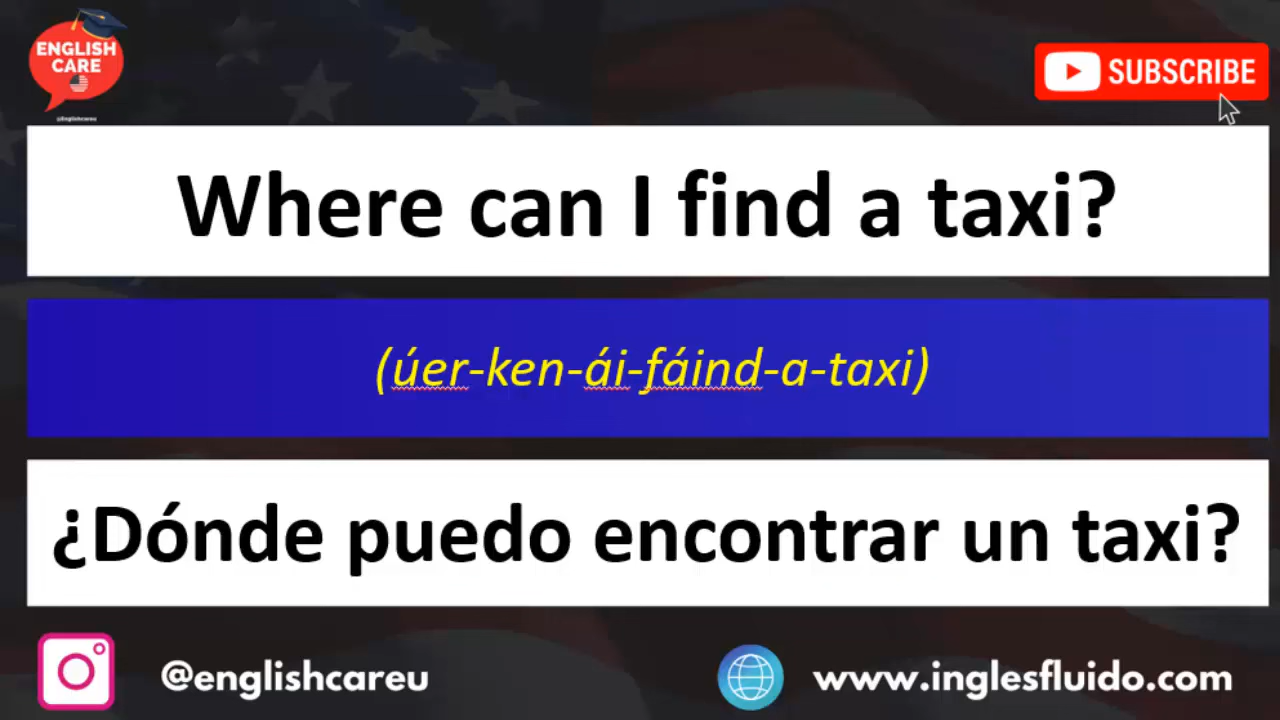 ENGLISH
CARE
@Englishcareu
SUBSCRIBE
Where can I find a taxi?
(úer-ken-ái-fáind-a-taxi)
¿Dónde puedo encontrar un taxi?
@englishcareu
www.inglesfluido.com